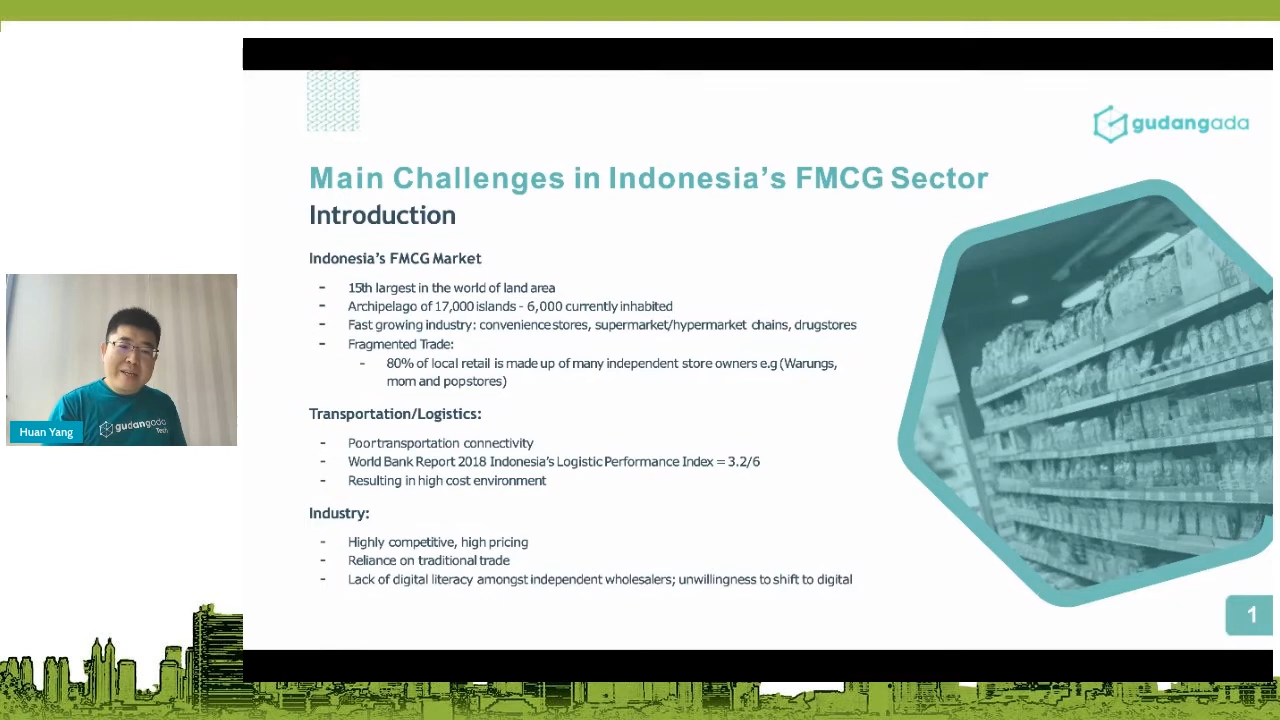 gudangada
Main Challenges in Indonesia's FMCG Sector
Introduction
Indonesia's FMCG Market
- 15th largest in the world of land area
- Archipelago of 17,000 islands - 6,000 currently inhabited
- Fast growing industry: convenience stores, supermarket/hypermarket chains, drugstores
- Fragmented Trade:
- 80% of local retail is made up of many independent store owners e.g (Warungs,
mom and pop stores)
Transportation/Logistics:
- Poor transportation connectivity
- World Bank Report 2018 Indonesia's Logistic Performance Index = 3.2/6
- Resulting in high cost environment
Industry:
- Highly competitive, high pricing
- Reliance on traditional trade
- Lack of digital literacy amongst independent wholesalers; unwillingness to shift to digital
1
gudangada
Tech
Huan Yang